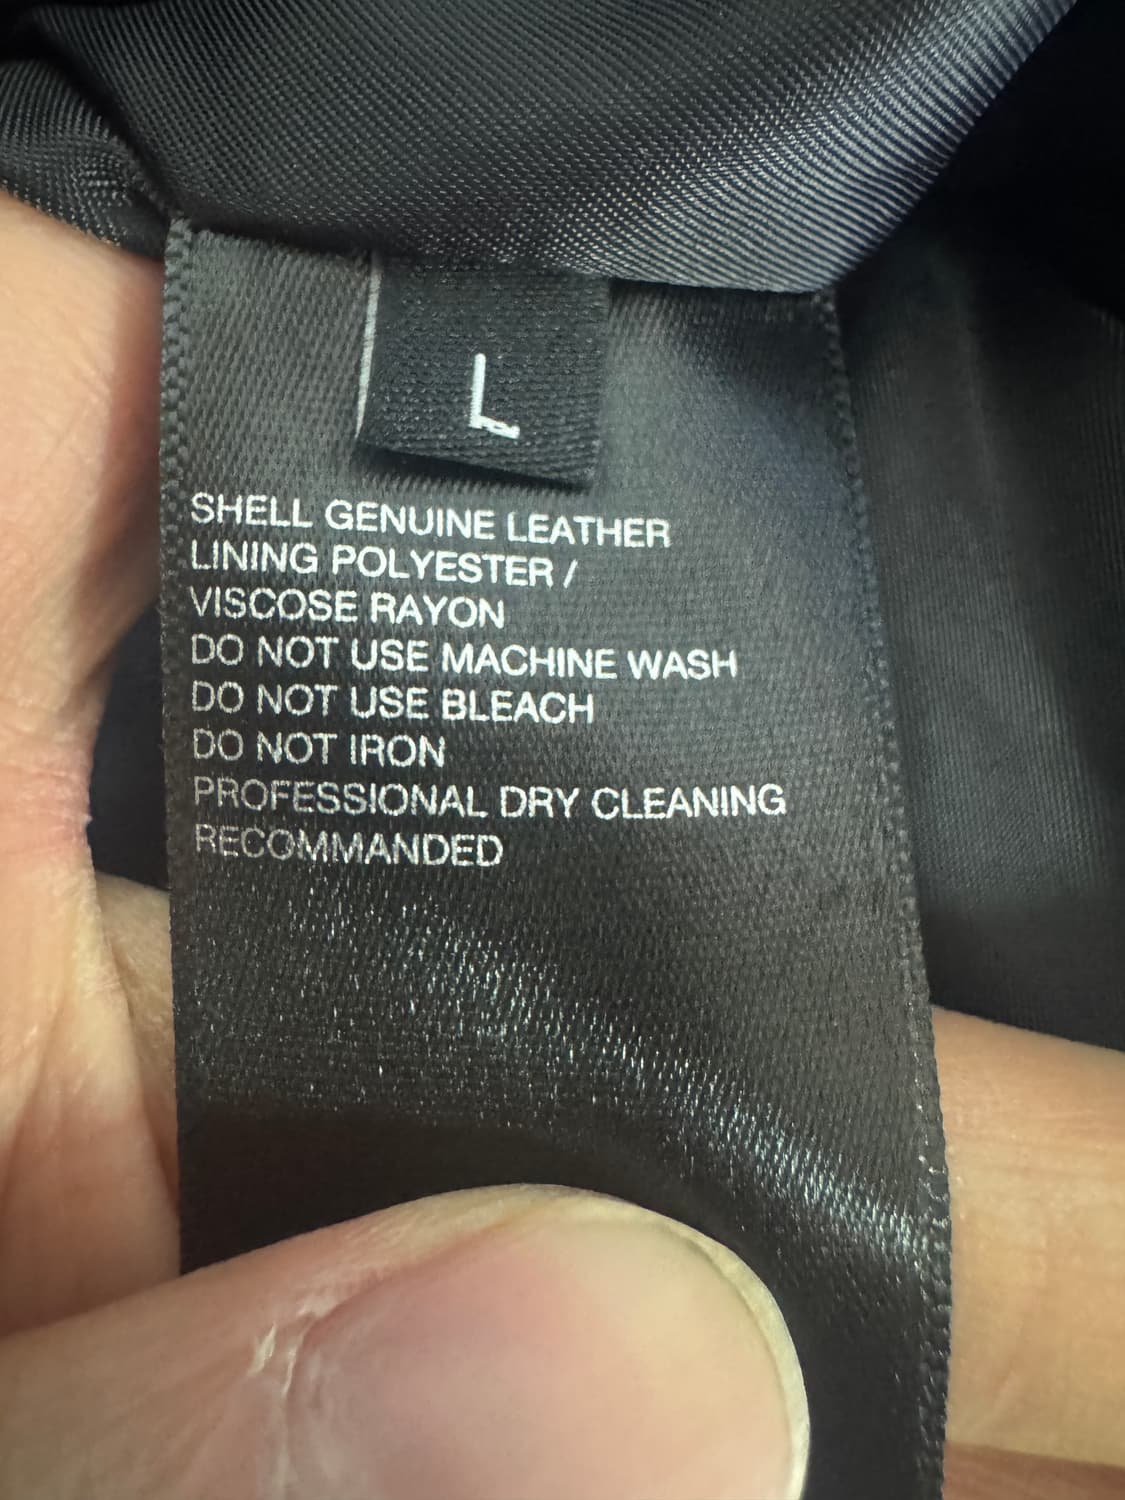 L
SHELL GENUINE LEATHER
LINING POLYESTER /
VISCOSE RAYON
DO NOT USE MACHINE WASH
DO NOT USE BLEACH
DO NOT IRON
PROFESSIONAL DRY CLEANING
RECOMMANDED